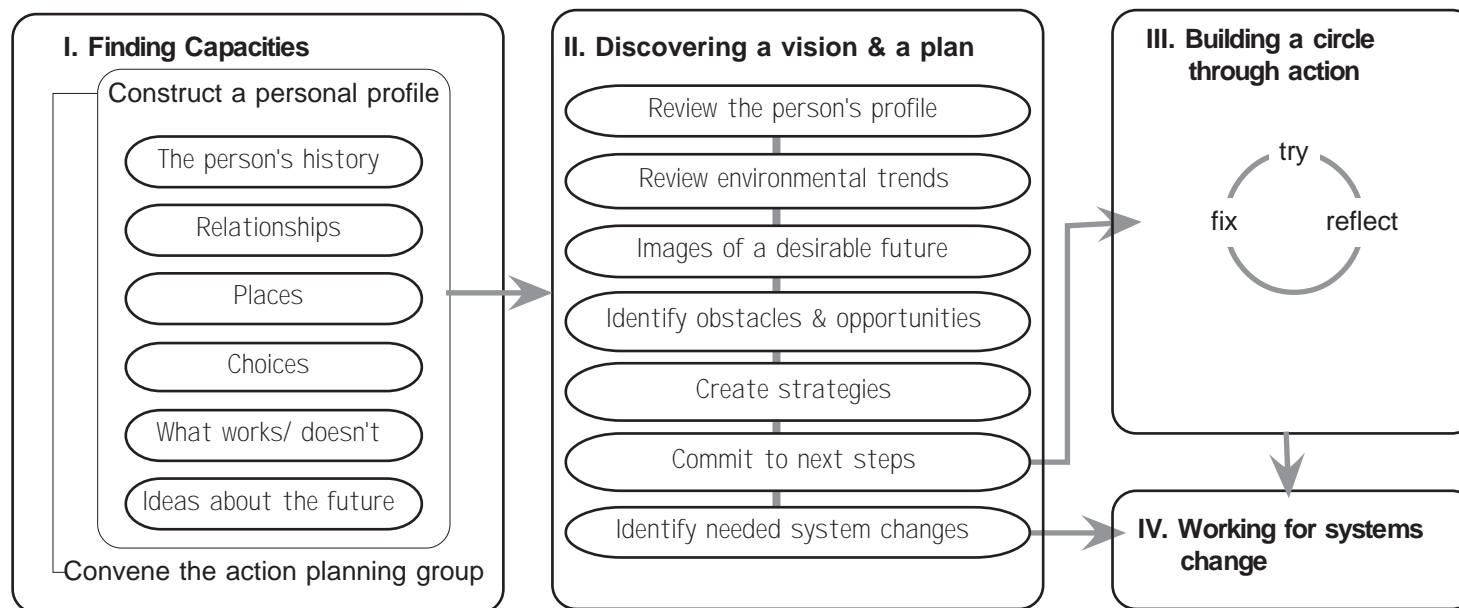 I. Finding Capacities
Construct a personal profile
The person's history
Relationships
Places
Choices
What works/ doesn't
Ideas about the future
Convene the action planning group
II. Discovering a vision & a plan
Review the person's profile
Review environmental trends
Images of a desirable future
Identify obstacles & opportunities
Create strategies
Commit to next steps
Identify needed system changes
III. Building a circle
through action
try
fix
reflect
IV. Working for systems
change